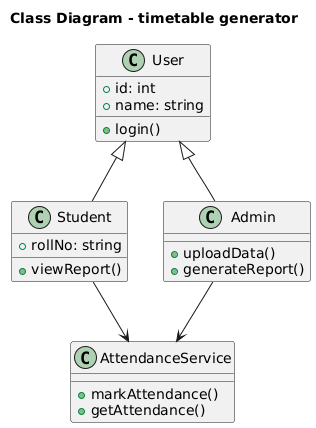 Class Diagram - timetable generator
C User
id: int
name: string
login()
C Student
rollNo: string
viewReport()
C Admin
uploadData()
generateReport()
C AttendanceService
markAttendance()
getAttendance()